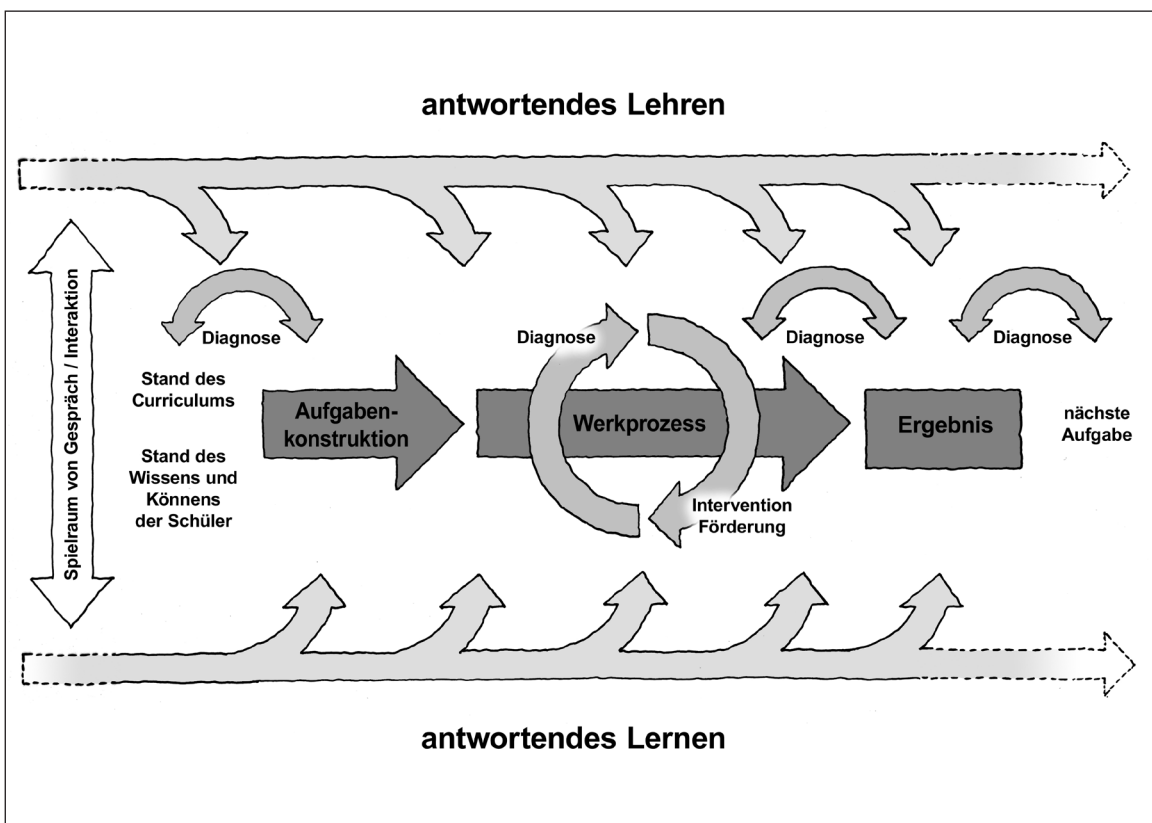 antwortendes Lehren
Spielraum von Gespräch / Interaktion
Diagnose
Stand des
Curriculums
Stand des
Wissens und
Könnens
der Schüler
Aufgaben-
konstruktion
Diagnose
Werkprozess
Intervention
Förderung
Diagnose
Ergebnis
Diagnose
nächste
Aufgabe
antwortendes Lernen